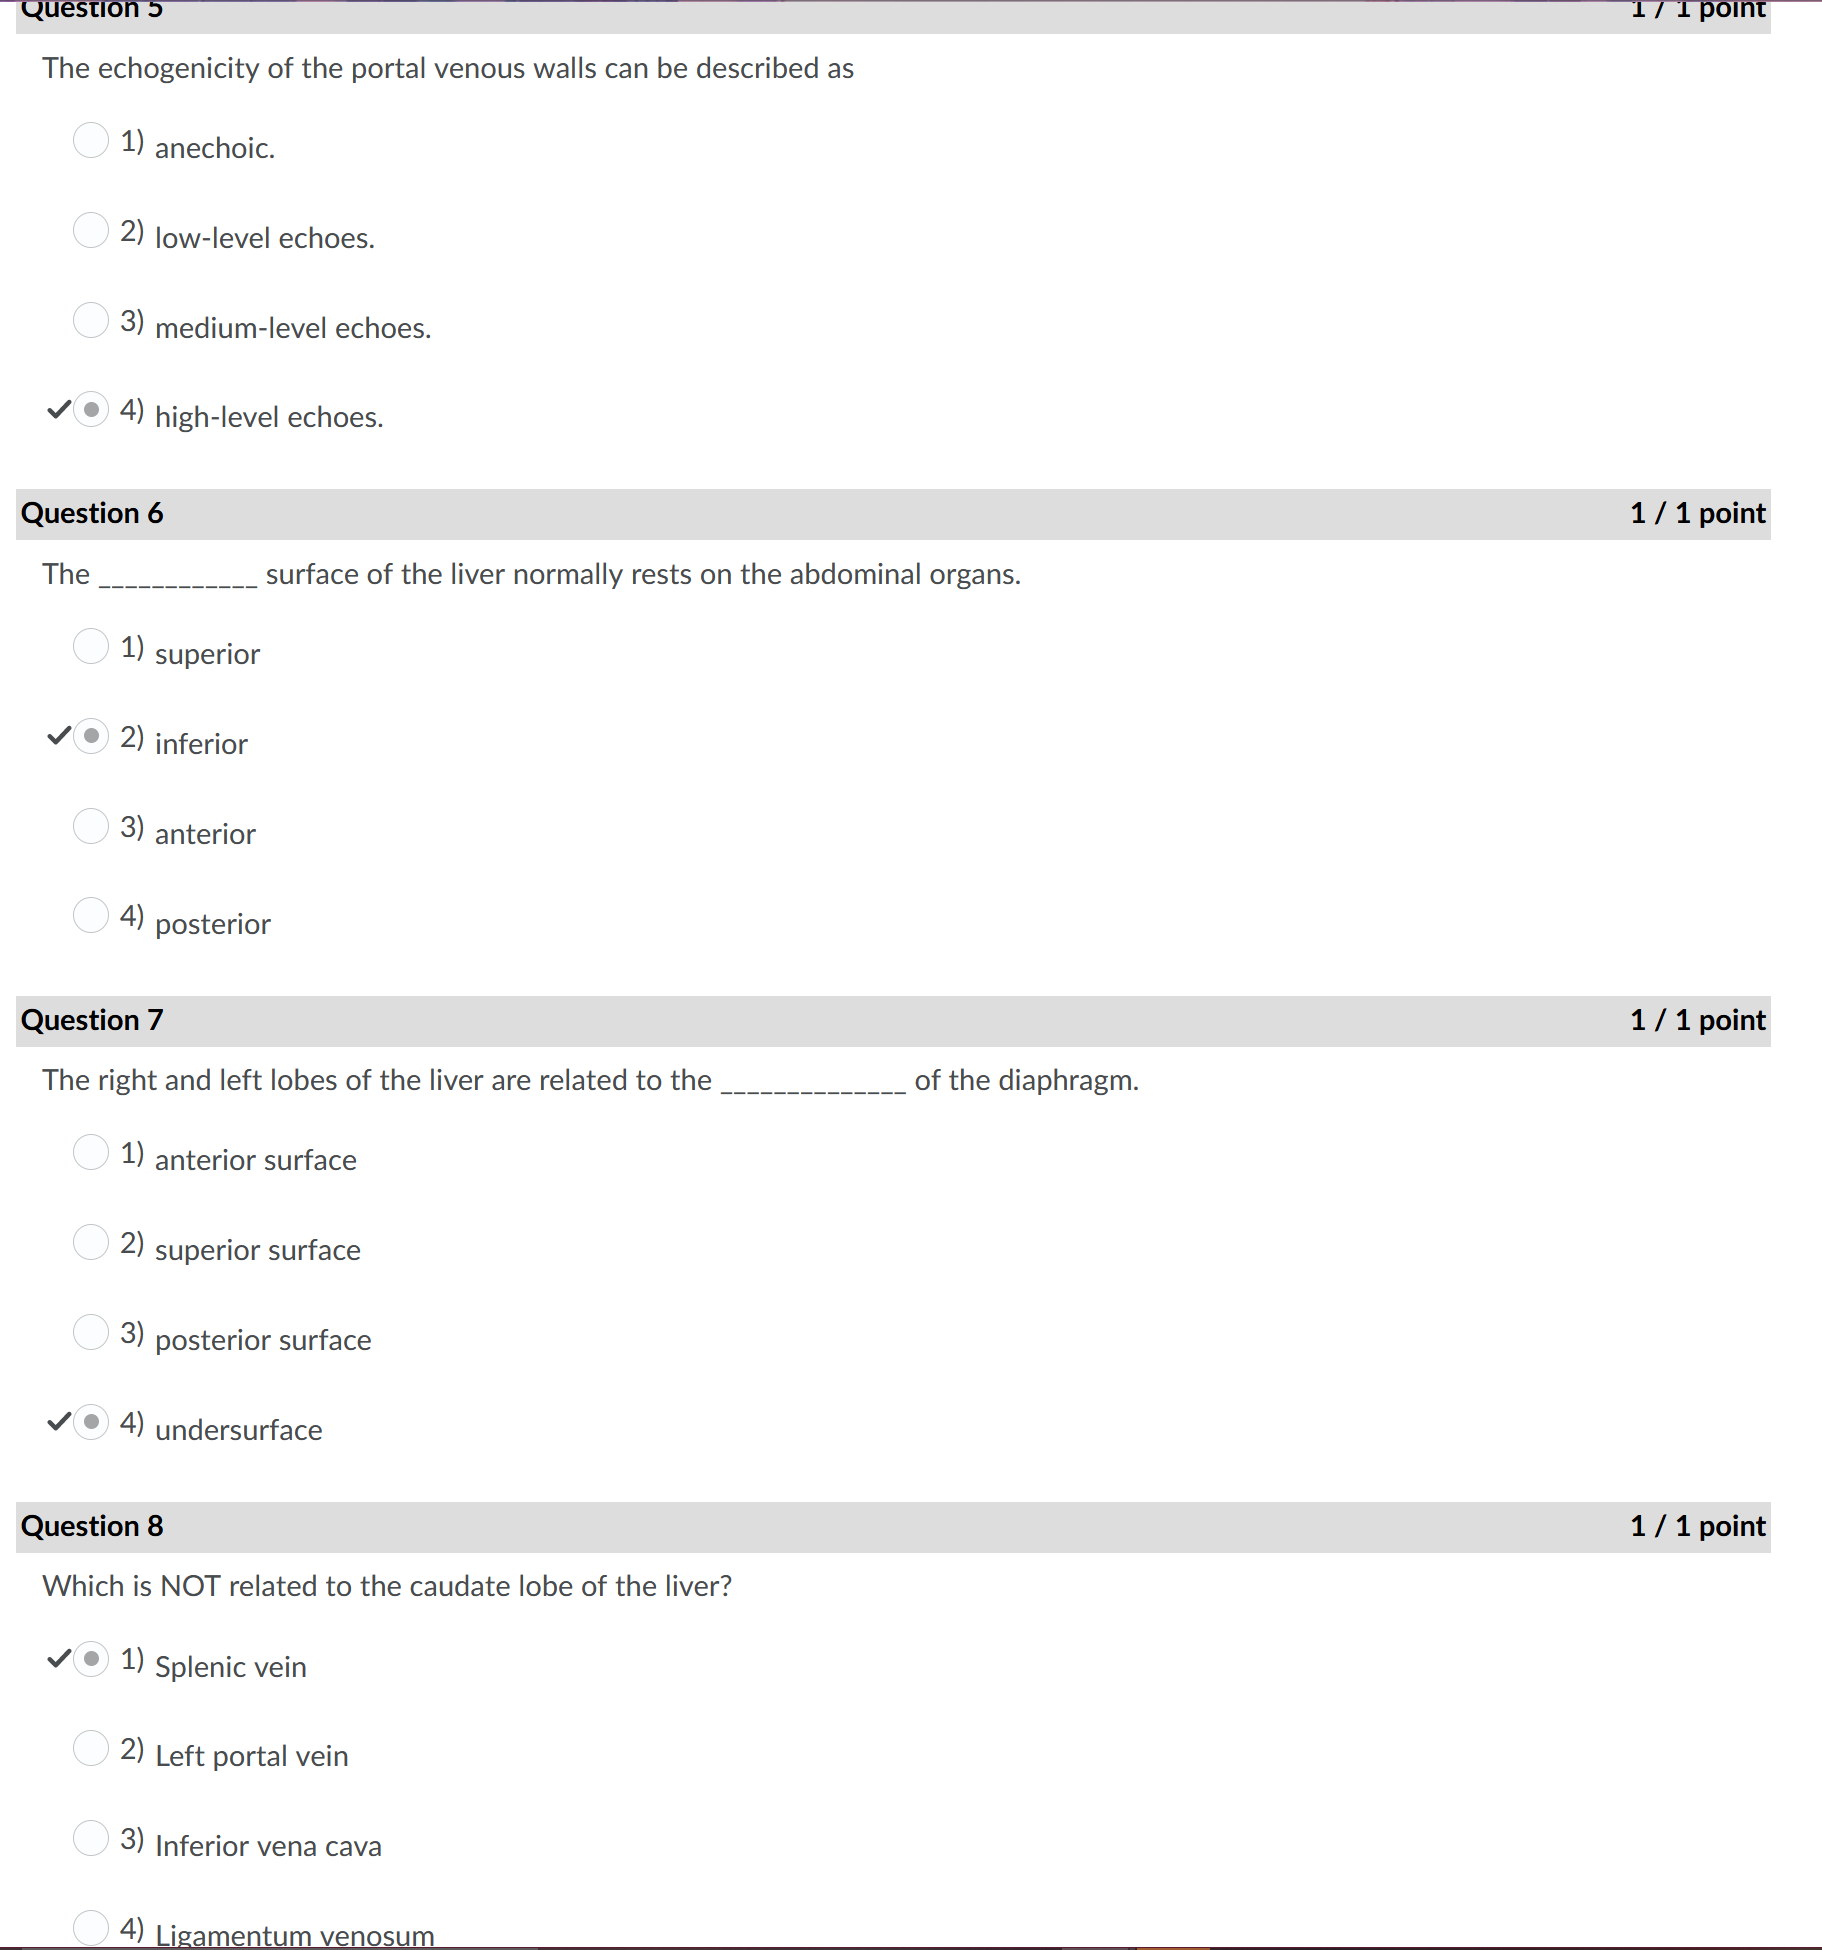 Question 5 1 / 1 point
The echogenicity of the portal venous walls can be described as
1) anechoic.
2) low-level echoes.
3) medium-level echoes.
4) high-level echoes.
Question 6 1 / 1 point
The ____________ surface of the liver normally rests on the abdominal organs.
1) superior
2) inferior
3) anterior
4) posterior
Question 7 1 / 1 point
The right and left lobes of the liver are related to the ______________ of the diaphragm.
1) anterior surface
2) superior surface
3) posterior surface
4) undersurface
Question 8 1 / 1 point
Which is NOT related to the caudate lobe of the liver?
1) Splenic vein
2) Left portal vein
3) Inferior vena cava
4) Ligamentum venosum